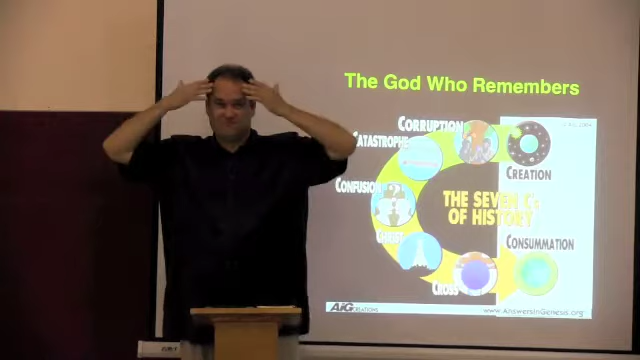 The God Who Remembers
CORRUPTION
CATASTROPHE
CREATION
CONFUSION
THE SEVEN C's
OF HISTORY
CHRIST
CONSUMMATION
CROSS
AiG
www.AnswersInGenesis.org